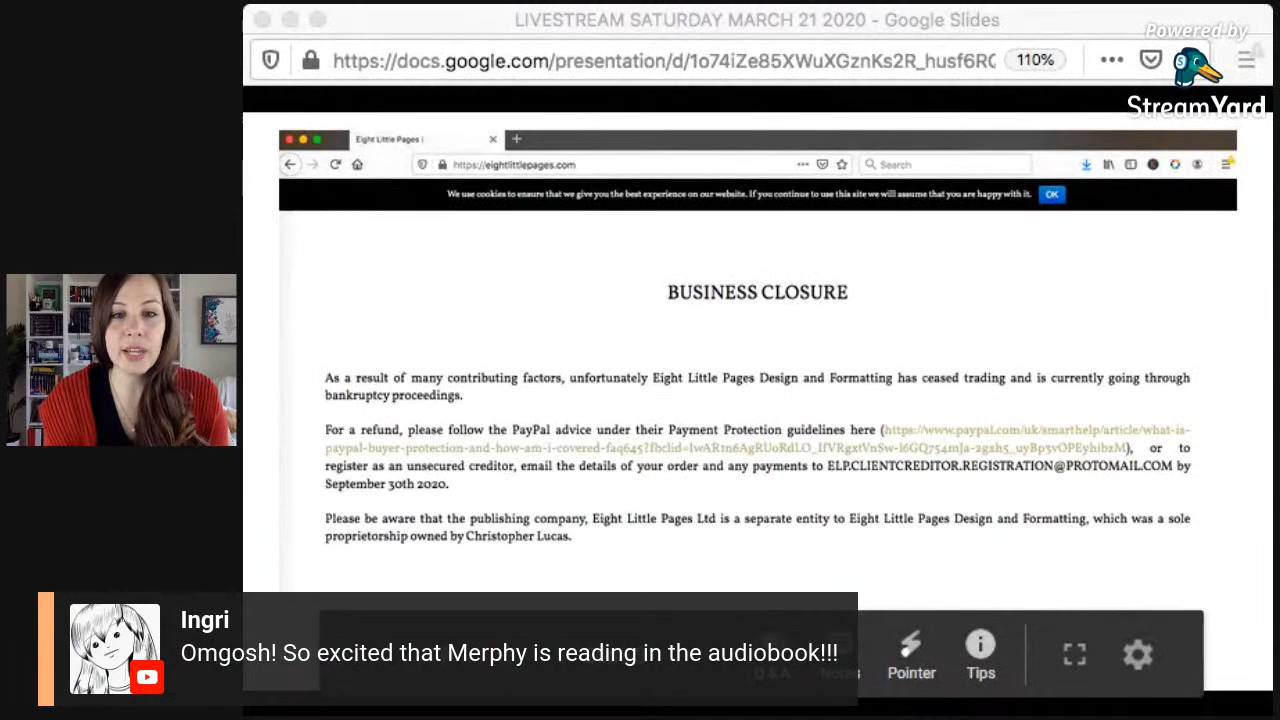 LIVESTREAM SATURDAY MARCH 21 2020 - Google Slides
Powered by
https://docs.google.com/presentation/d/1o74iZe85XWuXGznKs2R_husf6R
110%
StreamYard
Eight Little Pages |
https://eightlittlepages.com
Search
We use cookies to ensure that we give you the best experience on our website. If you continue to use this site we will assume that you are happy with it.
OK
BUSINESS CLOSURE
As a result of many contributing factors, unfortunately Eight Little Pages Design and Formatting has ceased trading and is currently going through
bankruptcy proceedings.
For a refund, please follow the PayPal advice under their Payment Protection guidelines here (https://www.paypal.com/uk/smarthelp/article/what-is-
paypal-buyer-protection-and-how-am-i-covered-faq645?fbclid=IwAR1n6AgRU0RdLO_IfVRgxtVnSw-l6GQ754mJa-2gxh5_uyBp3vOPEyhibzM), or to
register as an unsecured creditor, email the details of your order and any payments to ELP.CLIENTCREDITOR.REGISTRATION@PROTOMAIL.COM by
September 30th 2020.
Please be aware that the publishing company, Eight Little Pages Ltd is a separate entity to Eight Little Pages Design and Formatting, which was a sole
proprietorship owned by Christopher Lucas.
Ingri
Omgosh! So excited that Merphy is reading in the audiobook!!!
Q & A
Notes
Pointer
Tips